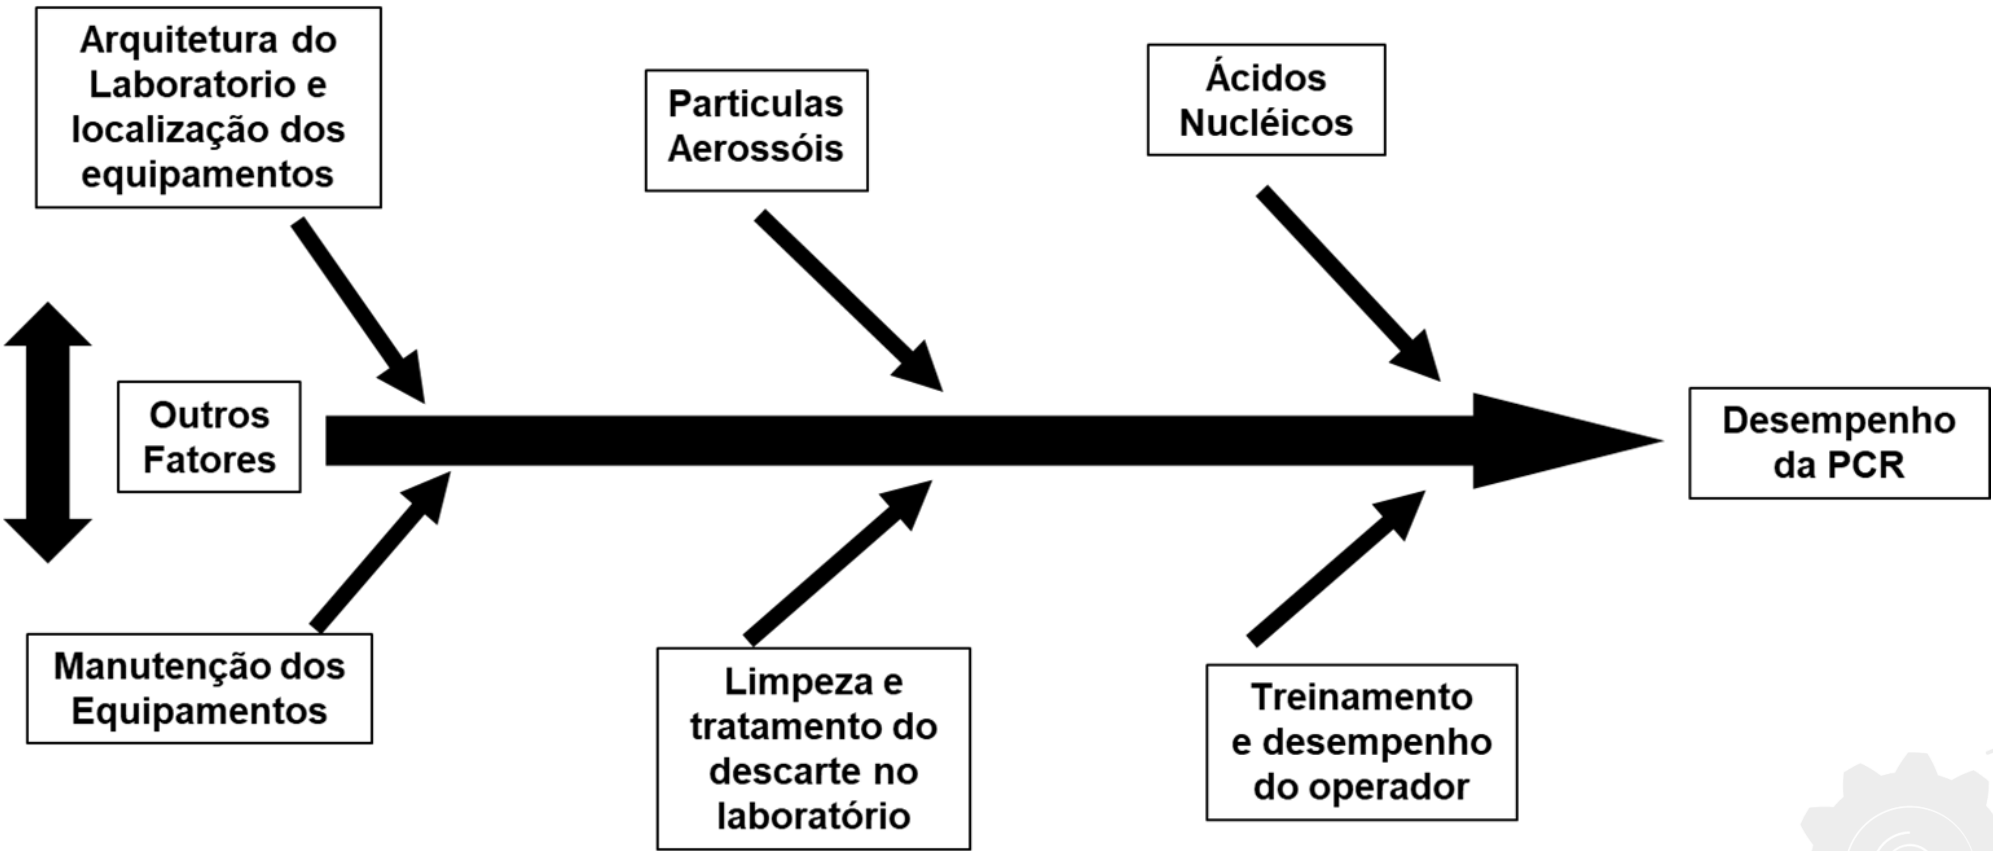 Arquitetura do
Laboratorio e
localização dos
equipamentos
Particulas
Aerossóis
Ácidos
Nucléicos
Outros
Fatores
Desempenho
da PCR
Manutenção dos
Equipamentos
Limpeza e
tratamento do
descarte no
laboratório
Treinamento
e desempenho
do operador